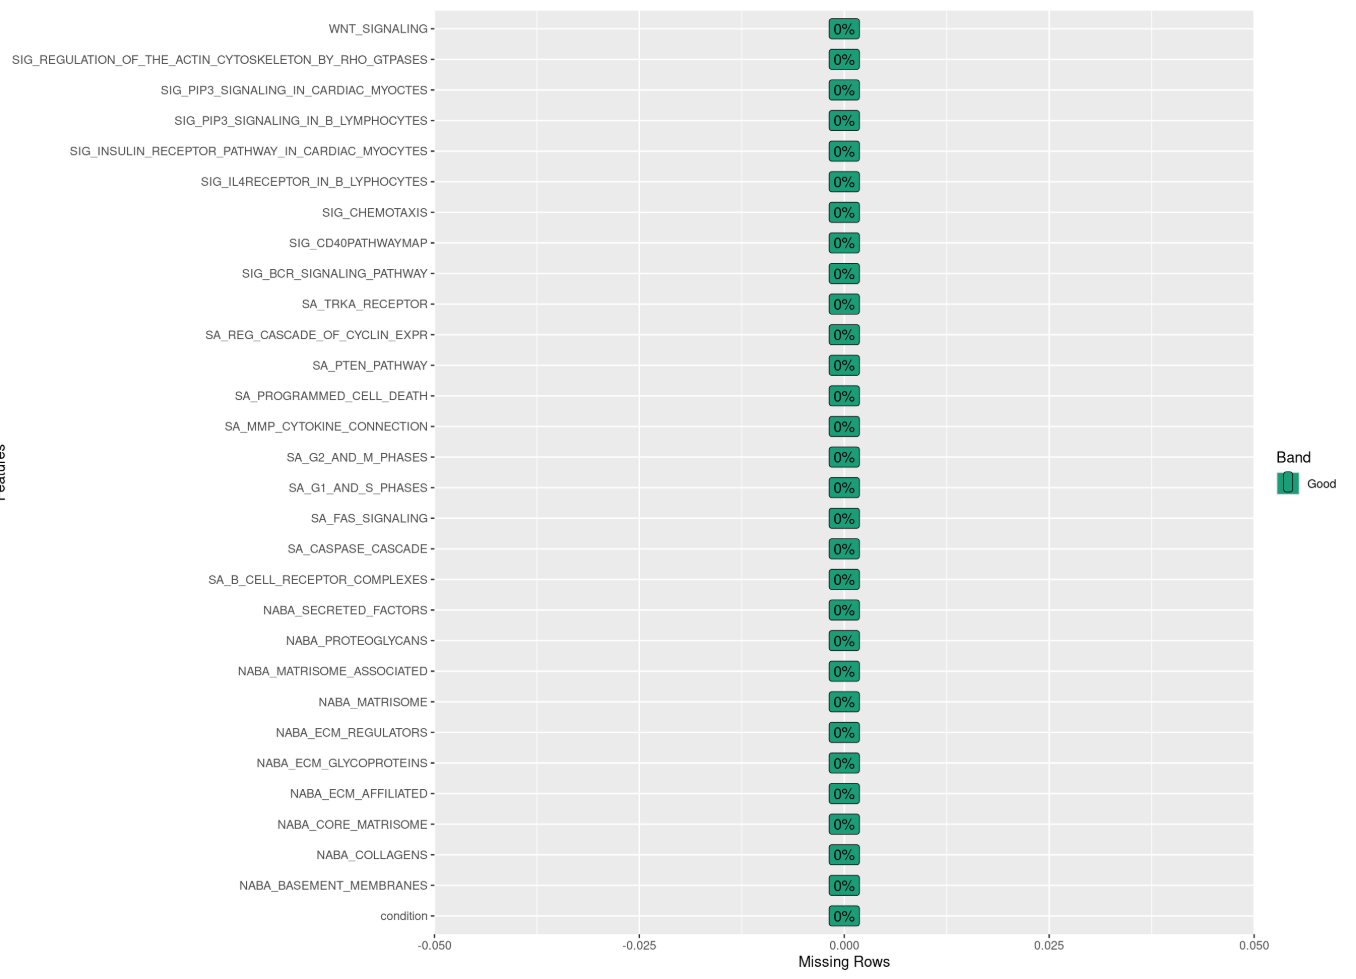 WNT_SIGNALING 0%
SIG_REGULATION_OF_THE_ACTIN_CYTOSKELETON_BY_RHO_GTPASES 0%
SIG_PIP3_SIGNALING_IN_CARDIAC_MYOCTES 0%
SIG_PIP3_SIGNALING_IN_B_LYMPHOCYTES 0%
SIG_INSULIN_RECEPTOR_PATHWAY_IN_CARDIAC_MYOCYTES 0%
SIG_IL4RECEPTOR_IN_B_LYPHOCYTES 0%
SIG_CHEMOTAXIS 0%
SIG_CD40PATHWAYMAP 0%
SIG_BCR_SIGNALING_PATHWAY 0%
SA_TRKA_RECEPTOR 0%
SA_REG_CASCADE_OF_CYCLIN_EXPR 0%
SA_PTEN_PATHWAY 0%
SA_PROGRAMMED_CELL_DEATH 0%
SA_MMP_CYTOKINE_CONNECTION 0%
SA_G2_AND_M_PHASES 0%
SA_G1_AND_S_PHASES 0%
SA_FAS_SIGNALING 0%
SA_CASPASE_CASCADE 0%
SA_B_CELL_RECEPTOR_COMPLEXES 0%
NABA_SECRETED_FACTORS 0%
NABA_PROTEOGLYCANS 0%
NABA_MATRISOME_ASSOCIATED 0%
NABA_MATRISOME 0%
NABA_ECM_REGULATORS 0%
NABA_ECM_GLYCOPROTEINS 0%
NABA_ECM_AFFILIATED 0%
NABA_CORE_MATRISOME 0%
NABA_COLLAGENS 0%
NABA_BASEMENT_MEMBRANES 0%
condition 0%
-0.050 -0.025 0.000 0.025 0.050
Missing Rows
Band
Good